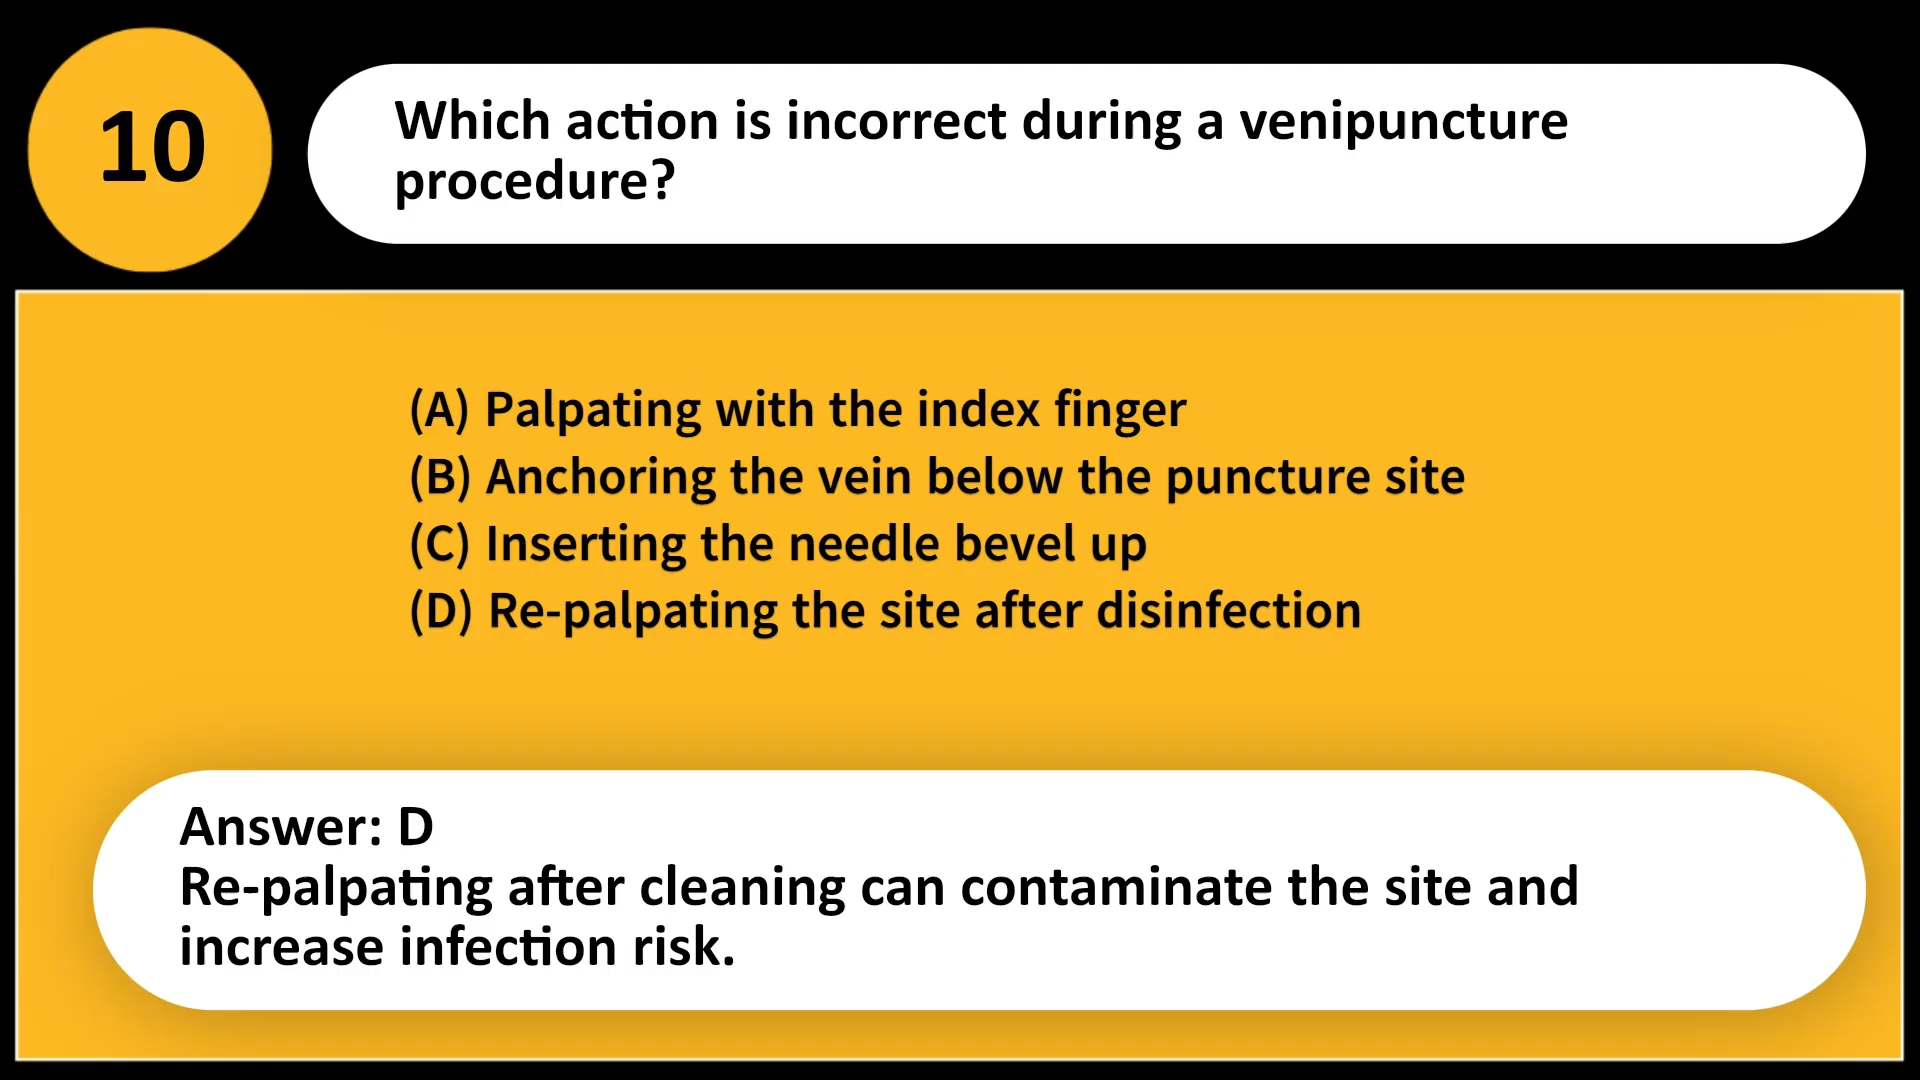 10
Which action is incorrect during a venipuncture
procedure?
(A) Palpating with the index finger
(B) Anchoring the vein below the puncture site
(C) Inserting the needle bevel up
(D) Re-palpating the site after disinfection
Answer: D
Re-palpating after cleaning can contaminate the site and
increase infection risk.